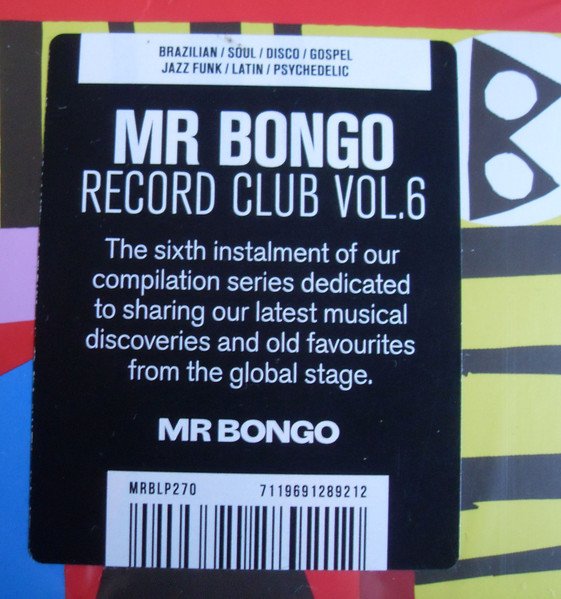 BRAZILIAN / SOUL / DISCO / GOSPEL
JAZZ FUNK / LATIN / PSYCHEDELIC
MR BONGO
RECORD CLUB VOL.6
The sixth instalment of our
compilation series dedicated
to sharing our latest musical
discoveries and old favourites
from the global stage.
MR BONGO
MRBLP270 7119691289212